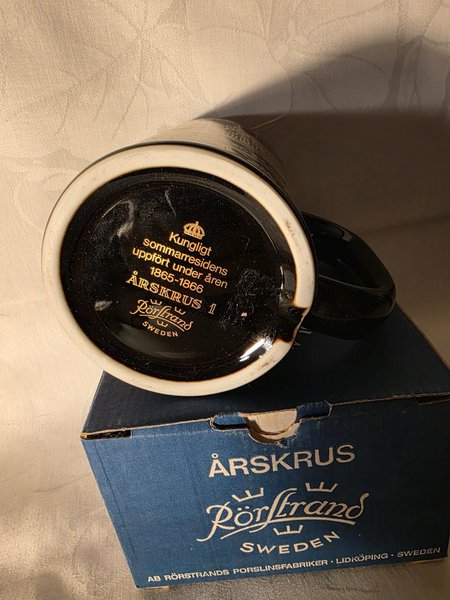 Kungligt
sommarresidens
uppfört under åren
1865-1866
ÅRSKRUS 1
Rörstrand
SWEDEN
ÅRSKRUS
Rörstrand
SWEDEN
AB RÖRSTRANDS PORSLINSFABRIKER · LIDKÖPING · SWEDEN